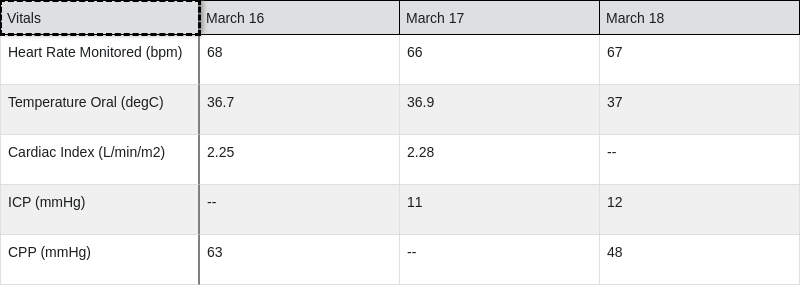 Vitals March 16 March 17 March 18
Heart Rate Monitored (bpm) 68 66 67
Temperature Oral (degC) 36.7 36.9 37
Cardiac Index (L/min/m2) 2.25 2.28 --
ICP (mmHg) -- 11 12
CPP (mmHg) 63 -- 48